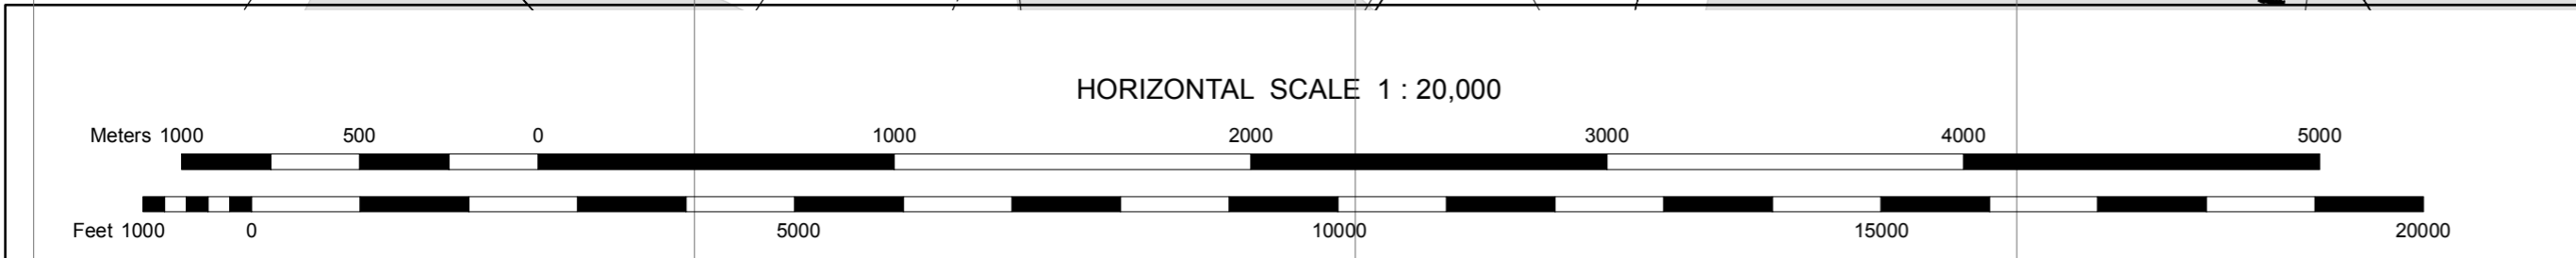 HORIZONTAL SCALE 1 : 20,000
Meters 1000 500 0 1000 2000 3000 4000 5000
Feet 1000 0 5000 10000 15000 20000